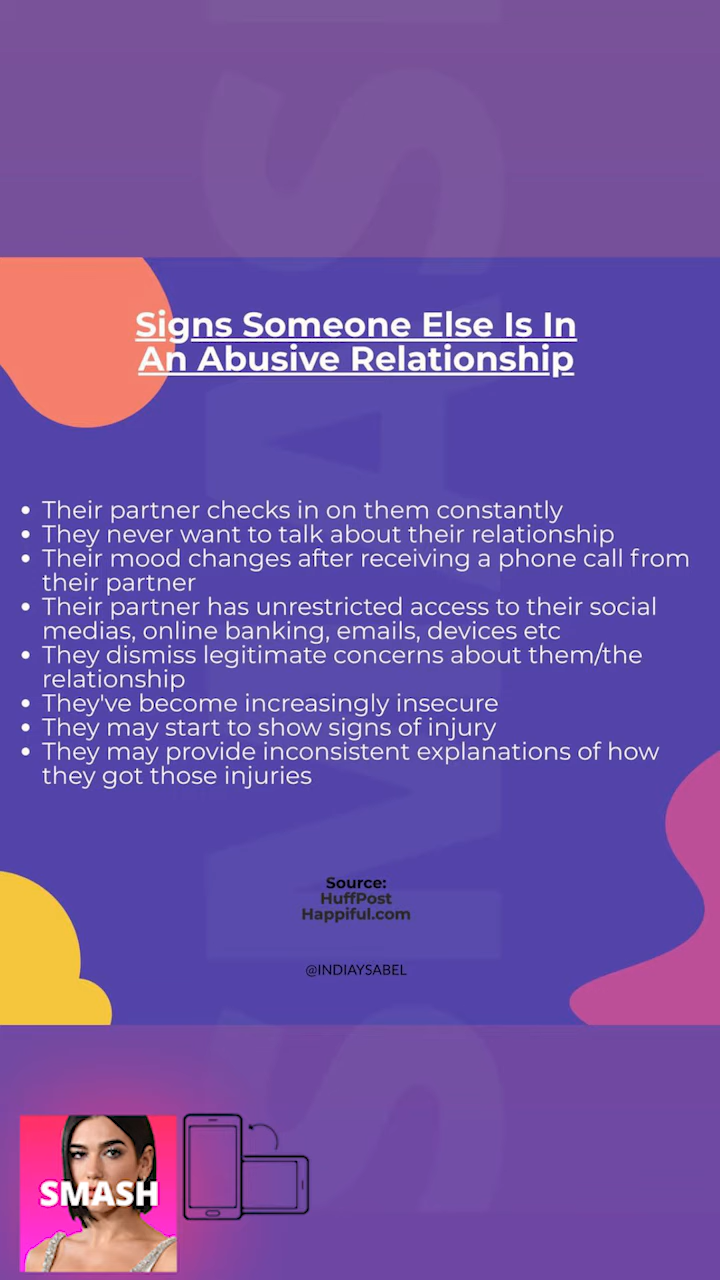 Signs Someone Else Is In
An Abusive Relationship
• Their partner checks in on them constantly
• They never want to talk about their relationship
• Their mood changes after receiving a phone call from
their partner
• Their partner has unrestricted access to their social
medias, online banking, emails, devices etc
• They dismiss legitimate concerns about them/the
relationship
• They've become increasingly insecure
• They may start to show signs of injury
• They may provide inconsistent explanations of how
they got those injuries
Source:
HuffPost
Happiful.com
@INDIAYSABEL
SMASH